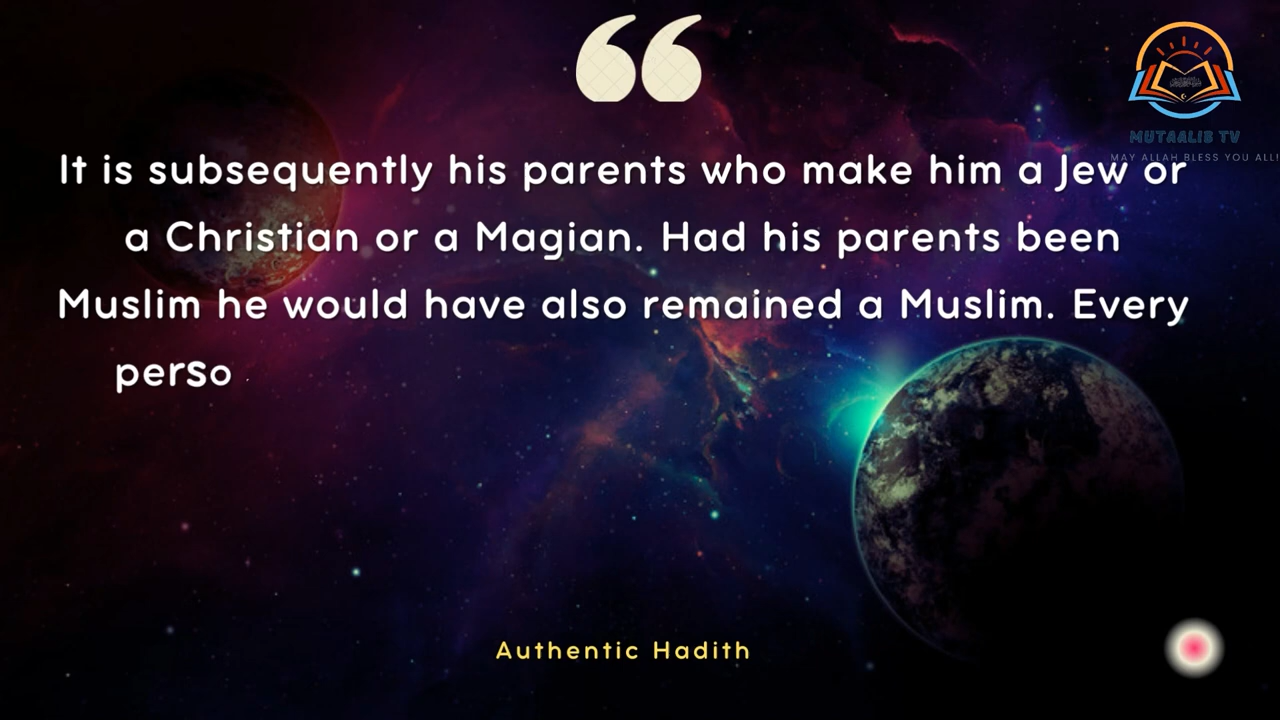 It is subsequently his parents who make him a Jew or
a Christian or a Magian. Had his parents been
Muslim he would have also remained a Muslim. Every
perso
Authentic Hadith
MUTAALIB TV
MAY ALLAH BLESS YOU ALL!